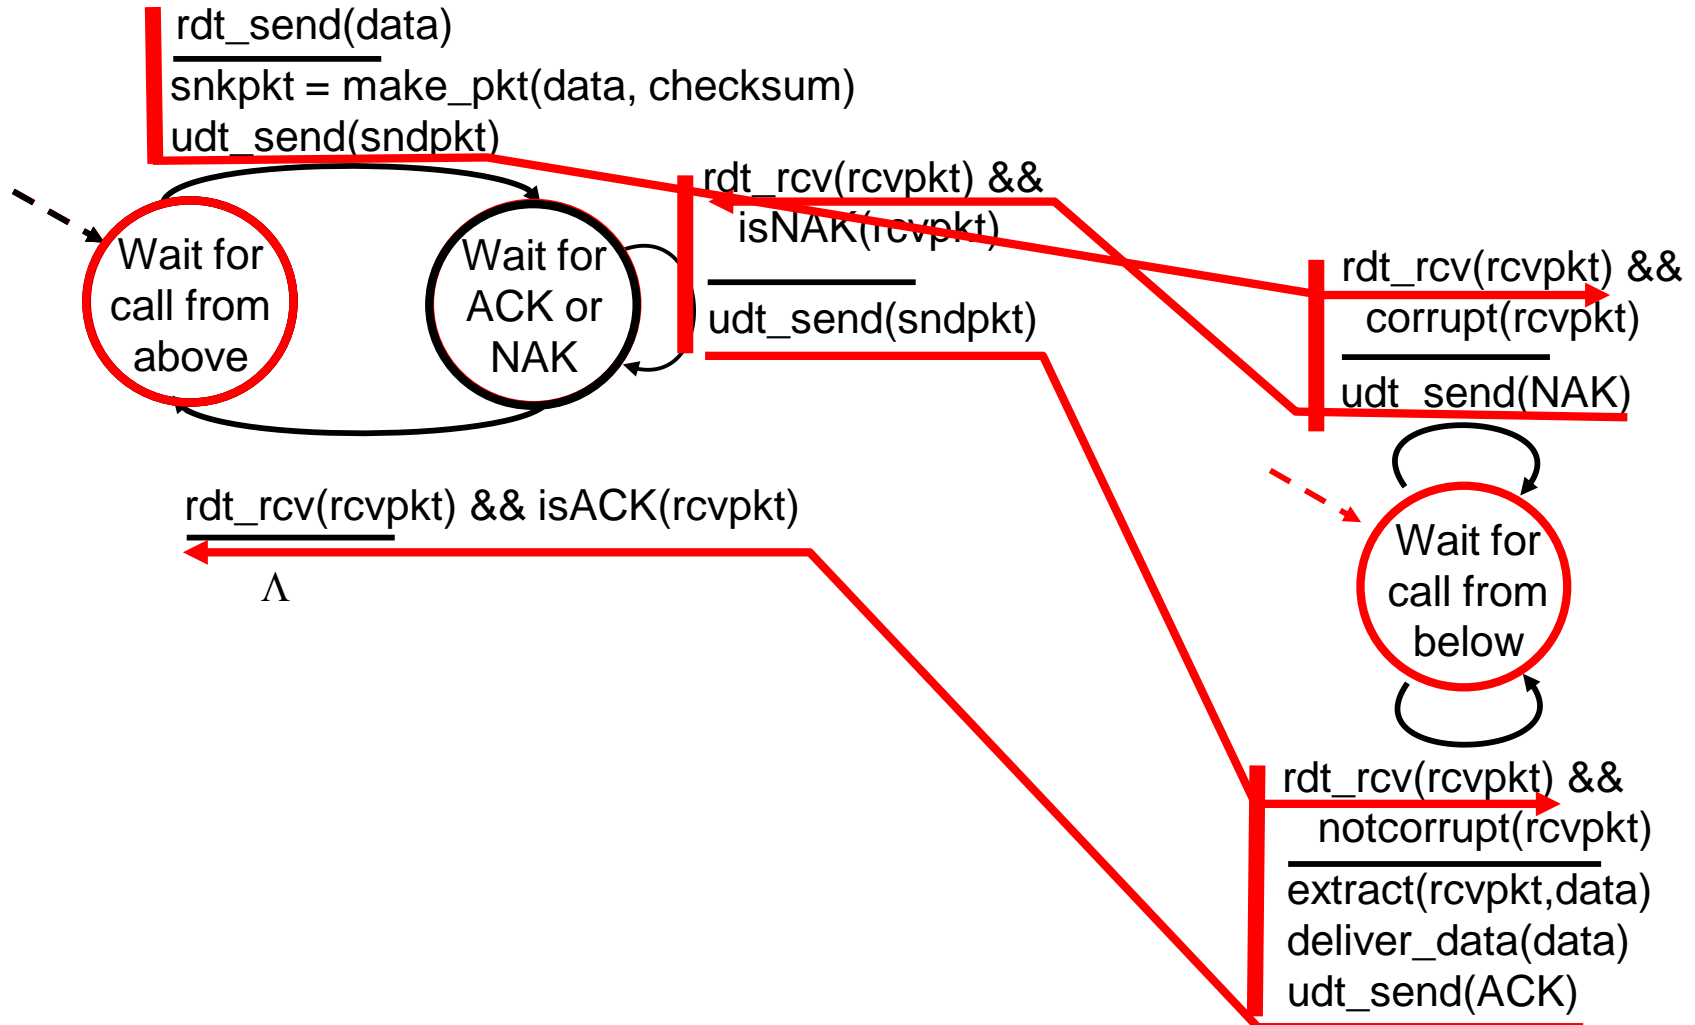 rdt_send(data)
snkpkt = make_pkt(data, checksum)
udt_send(sndpkt)
Wait for
call from
above
Wait for
ACK or
NAK
rdt_rcv(rcvpkt) &&
isNAK(rcvpkt)
udt_send(sndpkt)
rdt_rcv(rcvpkt) && isACK(rcvpkt)
Λ
rdt_rcv(rcvpkt) &&
corrupt(rcvpkt)
udt_send(NAK)
Wait for
call from
below
rdt_rcv(rcvpkt) &&
notcorrupt(rcvpkt)
extract(rcvpkt,data)
deliver_data(data)
udt_send(ACK)